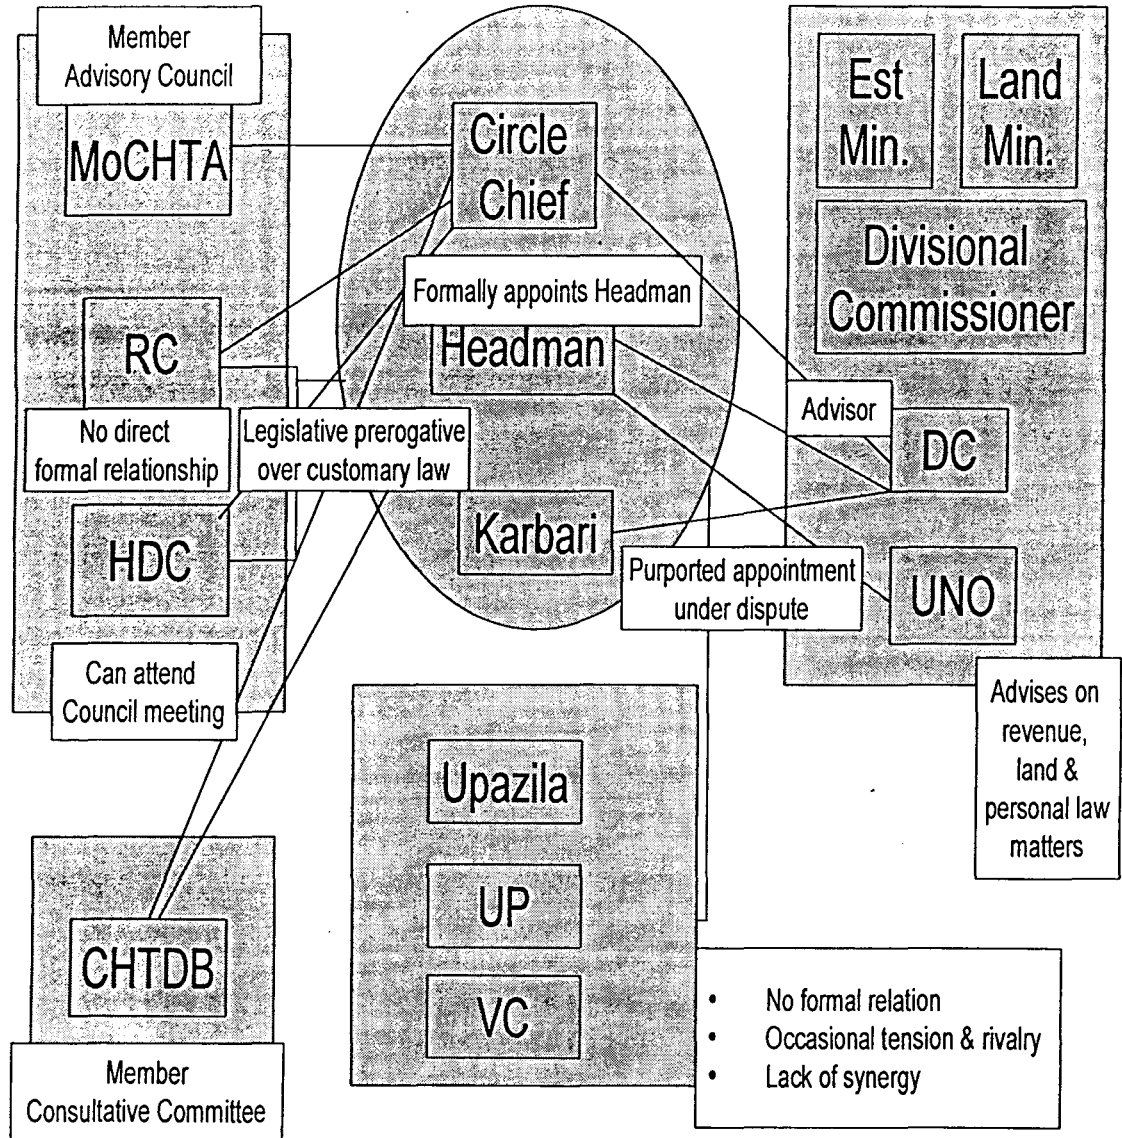 Member
Advisory Council
MoCHTA
RC
No direct
formal relationship
HDC
Can attend
Council meeting
CHTDB
Member
Consultative Committee
Circle
Chief
Formally appoints Headman
Headman
Legislative prerogative
over customary law
Karbari
Purported appointment
under dispute
Upazila
UP
VC
Est
Min.
Land
Min.
Divisional
Commissioner
Advisor
DC
UNO
Advises on
revenue,
land &
personal law
matters
• No formal relation
• Occasional tension & rivalry
• Lack of synergy